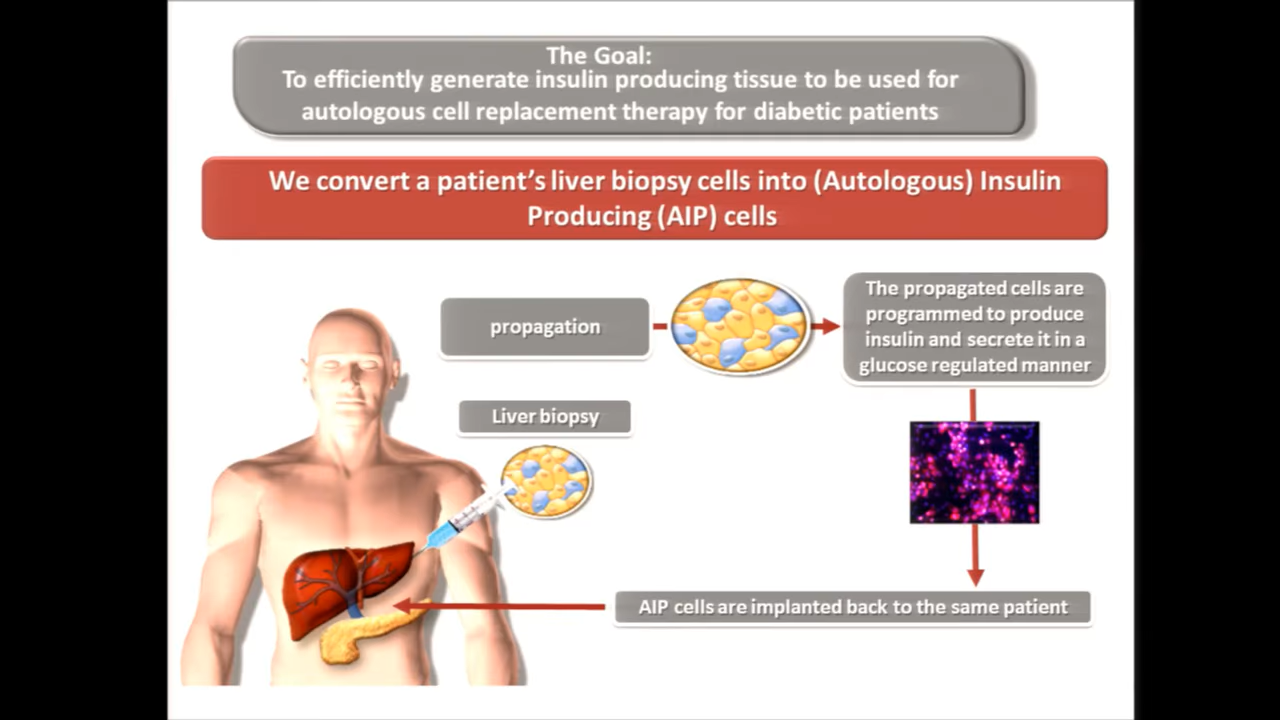 The Goal:
To efficiently generate insulin producing tissue to be used for
autologous cell replacement therapy for diabetic patients
We convert a patient's liver biopsy cells into (Autologous) Insulin
Producing (AIP) cells
propagation
The propagated cells are
programmed to produce
insulin and secrete it in a
glucose regulated manner
Liver biopsy
AIP cells are implanted back to the same patient